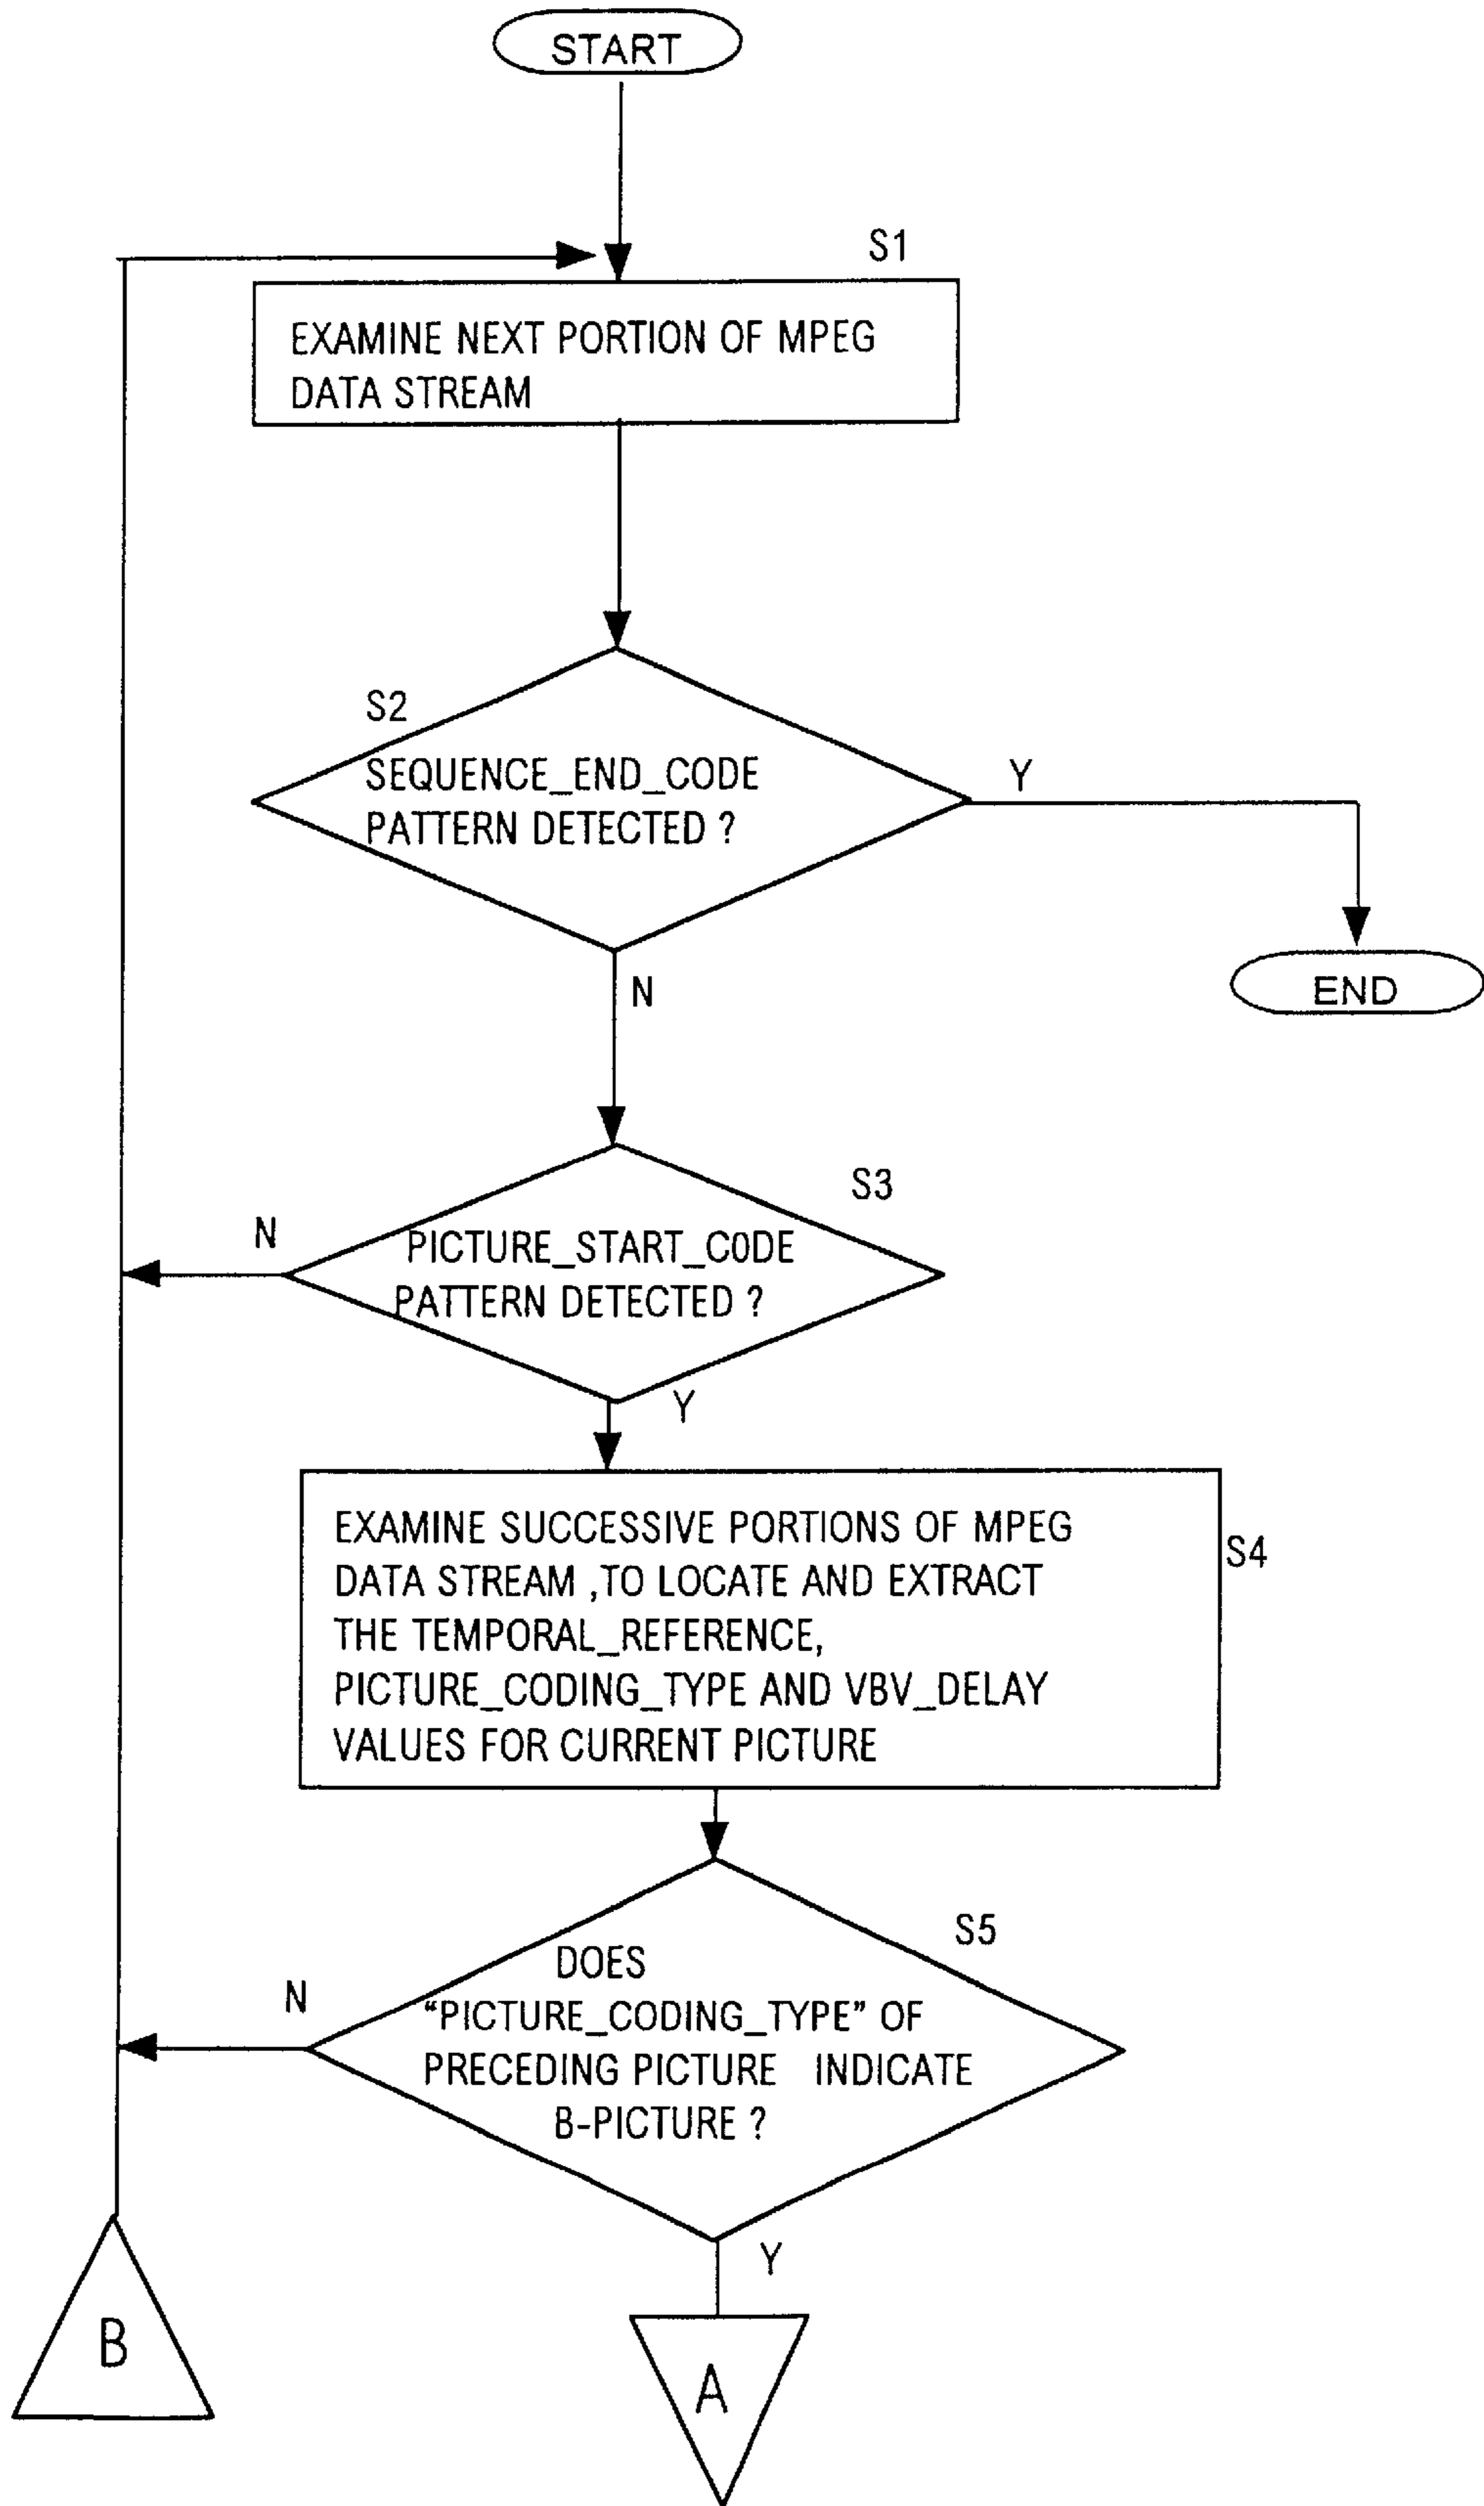 START
S1
EXAMINE NEXT PORTION OF MPEG
DATA STREAM
S2
SEQUENCE_END_CODE
PATTERN DETECTED ?
Y
END
N
S3
N
PICTURE_START_CODE
PATTERN DETECTED ?
Y
EXAMINE SUCCESSIVE PORTIONS OF MPEG
DATA STREAM ,TO LOCATE AND EXTRACT
THE TEMPORAL_REFERENCE,
PICTURE_CODING_TYPE AND VBV_DELAY
VALUES FOR CURRENT PICTURE
S4
S5
N
DOES
“PICTURE_CODING_TYPE” OF
PRECEDING PICTURE INDICATE
B-PICTURE ?
Y
B
A